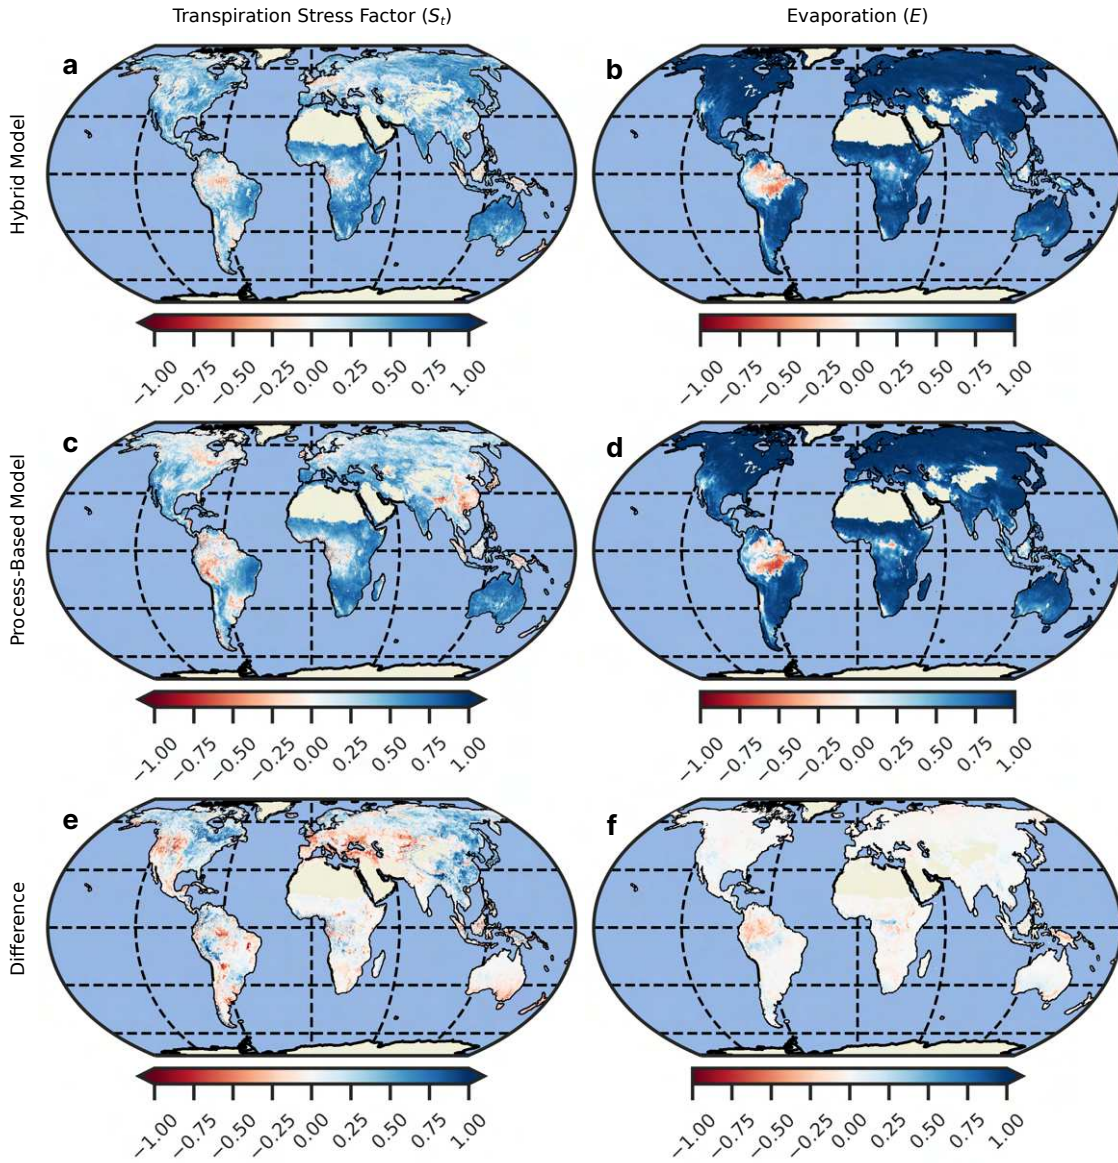 Transpiration Stress Factor (St)
Evaporation (E)
Hybrid Model
a
b
−1.00 −0.75 −0.50 −0.25 0.00 0.25 0.50 0.75 1.00
−1.00 −0.75 −0.50 −0.25 0.00 0.25 0.50 0.75 1.00
Process-Based Model
c
d
−1.00 −0.75 −0.50 −0.25 0.00 0.25 0.50 0.75 1.00
−1.00 −0.75 −0.50 −0.25 0.00 0.25 0.50 0.75 1.00
Difference
e
f
−1.00 −0.75 −0.50 −0.25 0.00 0.25 0.50 0.75 1.00
−1.00 −0.75 −0.50 −0.25 0.00 0.25 0.50 0.75 1.00